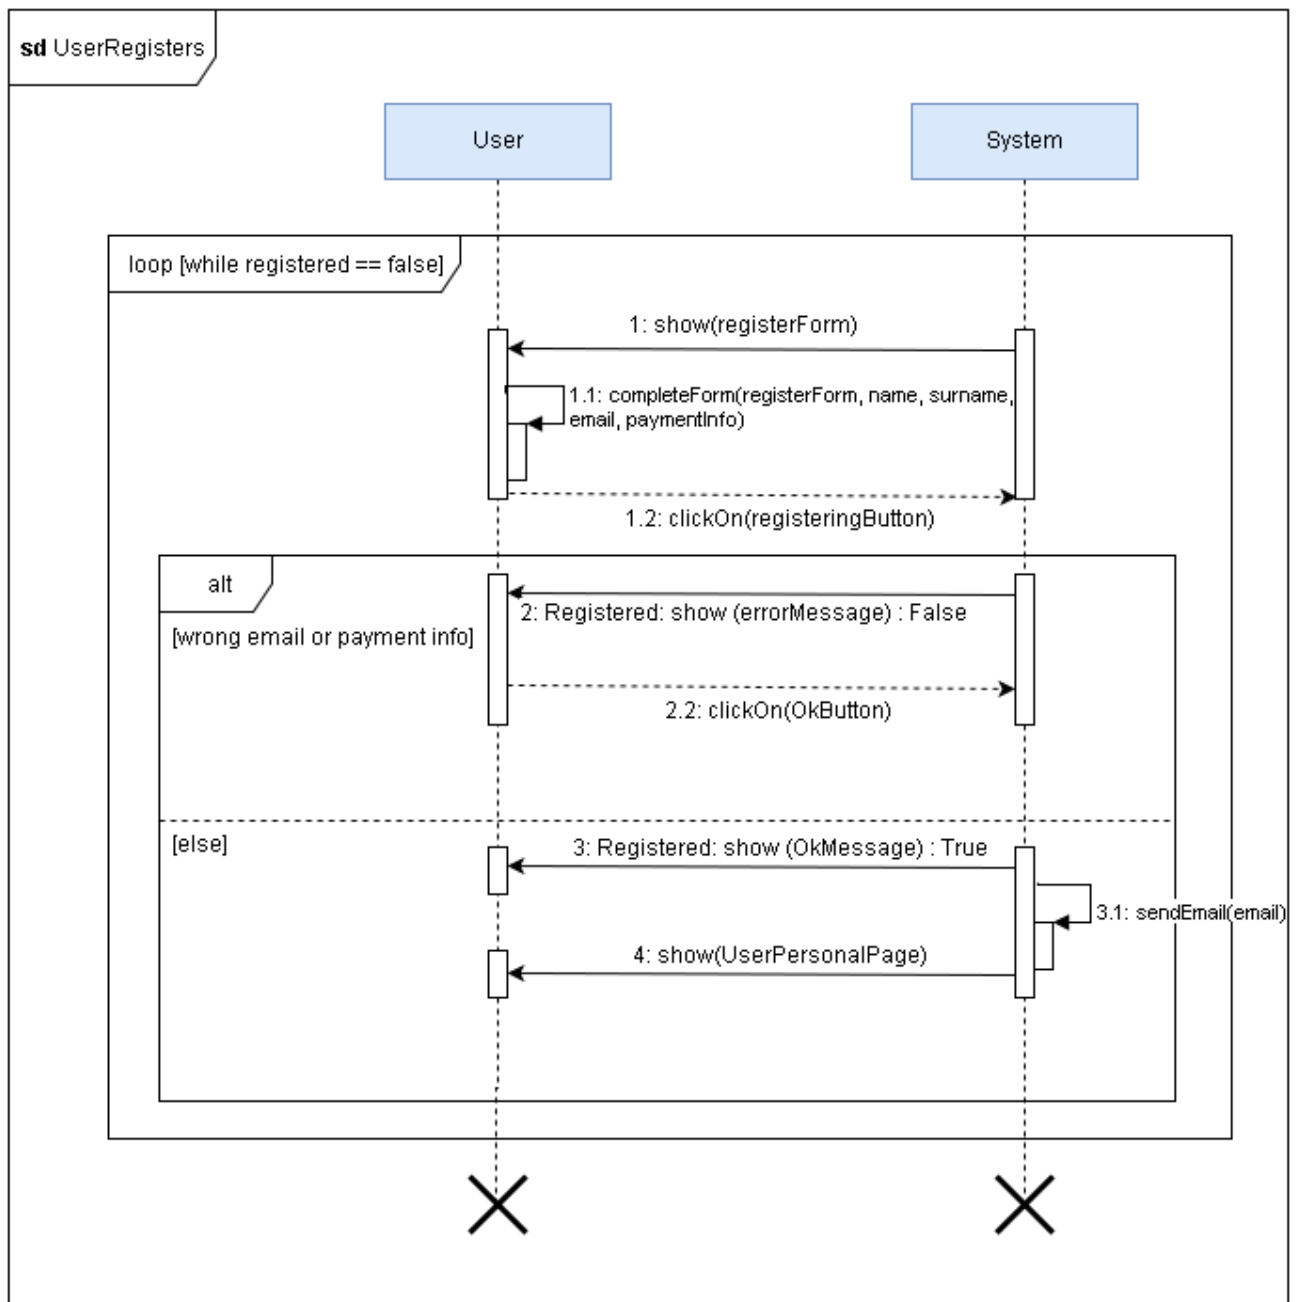 sd UserRegisters
User
System
loop [while registered == false]
1: show(registerForm)
1.1: completeForm(registerForm, name, surname,
email, paymentInfo)
1.2: clickOn(registeringButton)
alt
2: Registered: show (errorMessage) : False
[wrong email or payment info]
2.2: clickOn(OkButton)
[else]
3: Registered: show (OkMessage) : True
3.1: sendEmail(email)
4: show(UserPersonalPage)